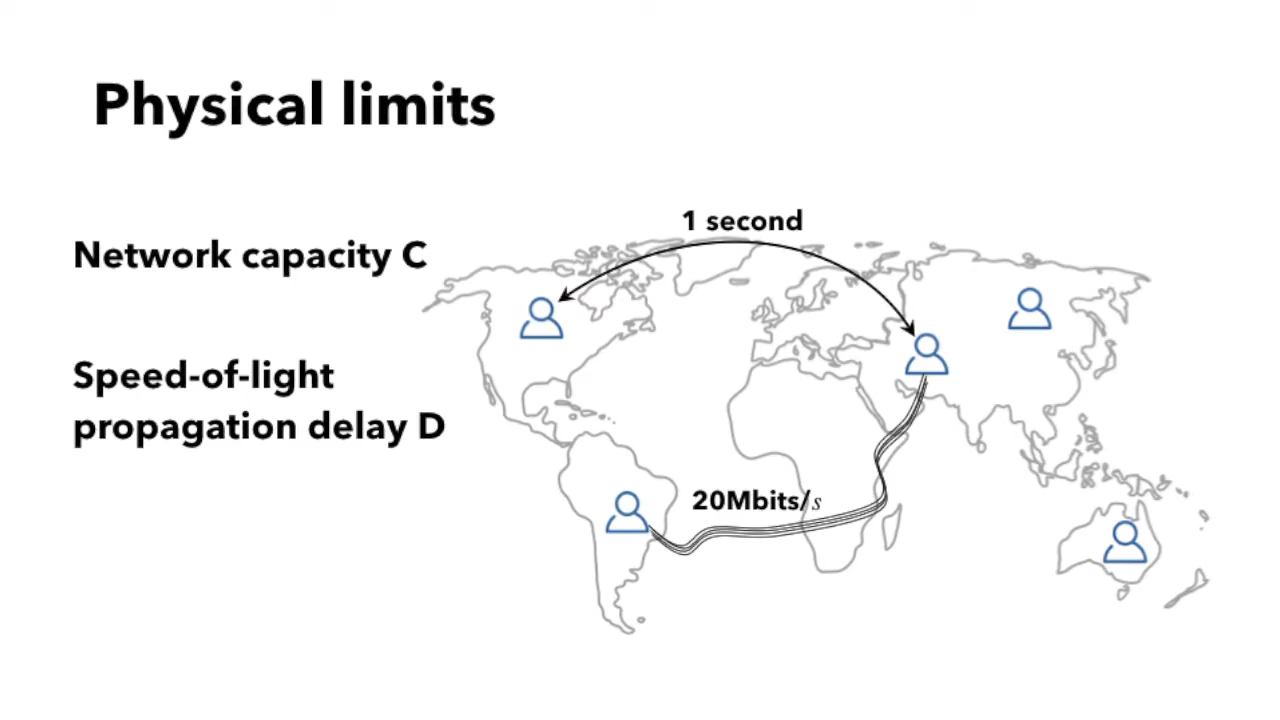 Physical limits
1 second
Network capacity C
Speed-of-light
propagation delay D
20Mbits/s